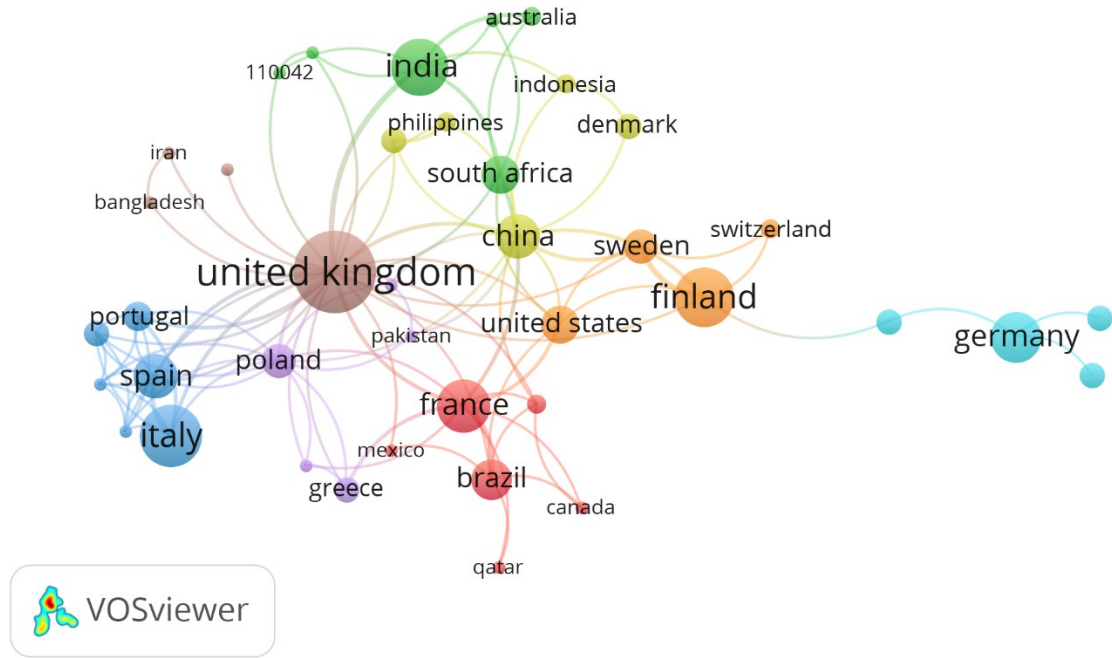 australia
india
110042
indonesia
philippines
denmark
iran
south africa
bangladesh
switzerland
china
sweden
united kingdom
finland
portugal
united states
pakistan
germany
poland
spain
france
italy
mexico
brazil
greece
canada
qatar
VOSviewer